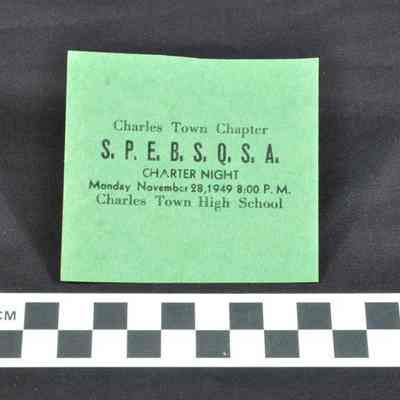 Charles Town Chapter
S. P. E. B. S. Q. S. A.
CHARTER NIGHT
Monday November 28, 1949 8:00 P. M.
Charles Town High School
CM